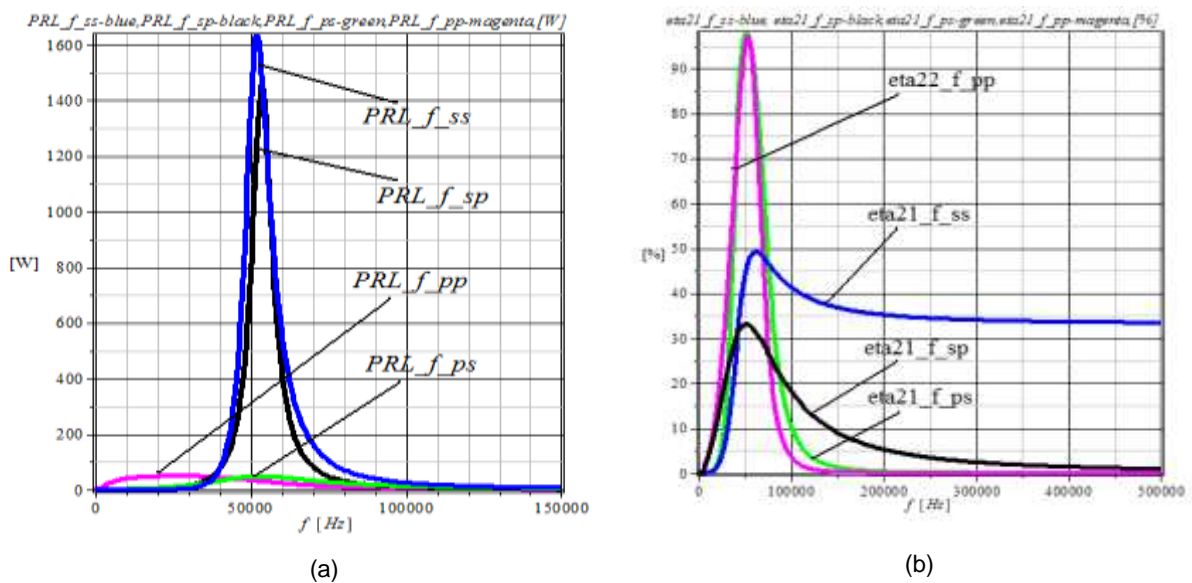 PRL_f_ss-blue,PRL_f_sp-black,PRL_f_ps-green,PRL_f_pp-magenta,[W]
1600
1400
1200
1000
[W]
800
600
400
200
0
PRL_f_ss
PRL_f_sp
PRL_f_pp
PRL_f_ps
0 50000 100000 150000
f [Hz]
(a)
eta21_f_ss-blue, eta21_f_sp-black,eta21_f_ps-green,eta21_f_pp-magenta,[%]
90
80
70
60
50
[%]
40
30
20
10
0
eta22_f_pp
eta21_f_ss
eta21_f_sp
eta21_f_ps
0 100000 200000 300000 400000 500000
f [Hz]
(b)